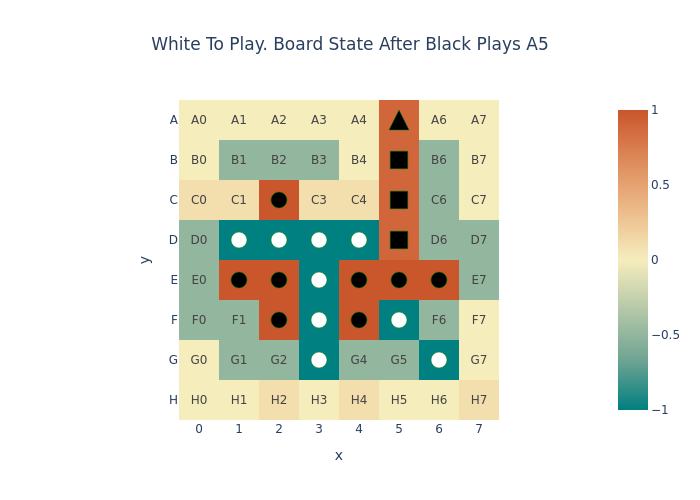 White To Play. Board State After Black Plays A5
A A0 A1 A2 A3 A4 A6 A7
B B0 B1 B2 B3 B4 B6 B7
C C0 C1 C3 C4 C6 C7
D D0 D6 D7
E E0 E7
F F0 F1 F6 F7
G G0 G1 G2 G4 G5 G7
H H0 H1 H2 H3 H4 H5 H6 H7
0 1 2 3 4 5 6 7
x
y
1
0.5
0
−0.5
−1